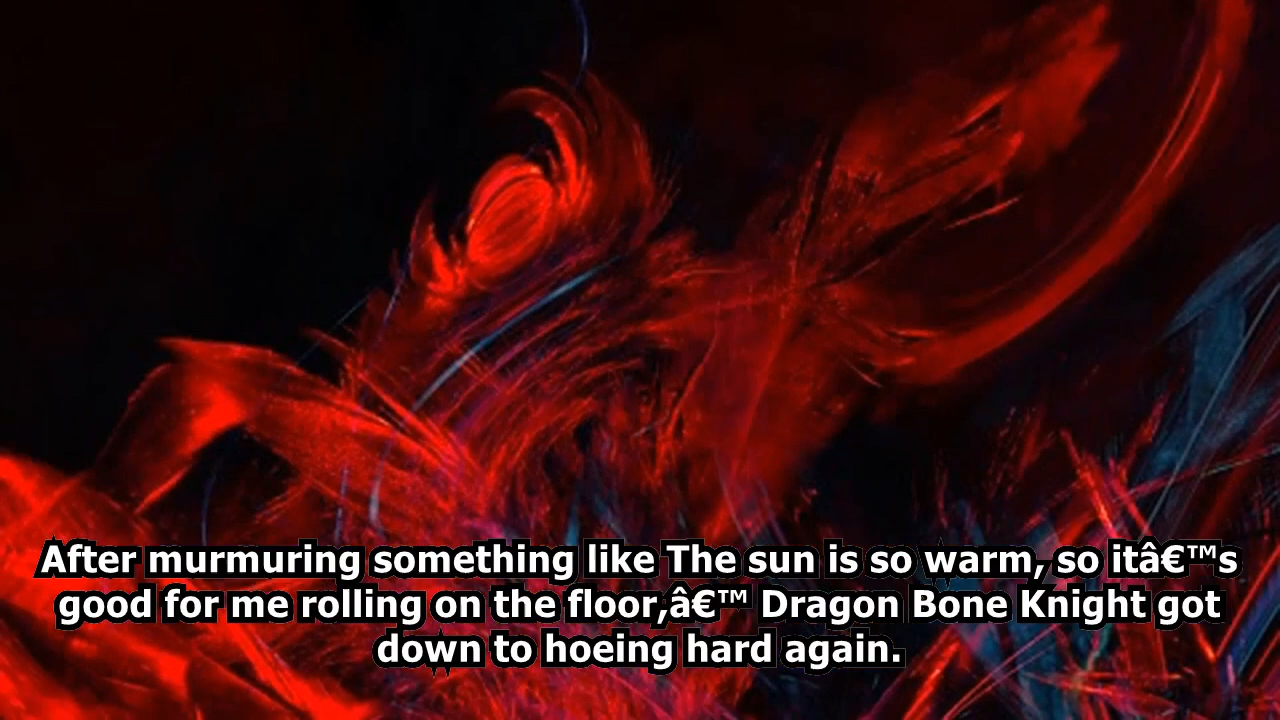 After murmuring something like The sun is so warm, so itâ€™s
good for me rolling on the floor,â€™ Dragon Bone Knight got
down to hoeing hard again.